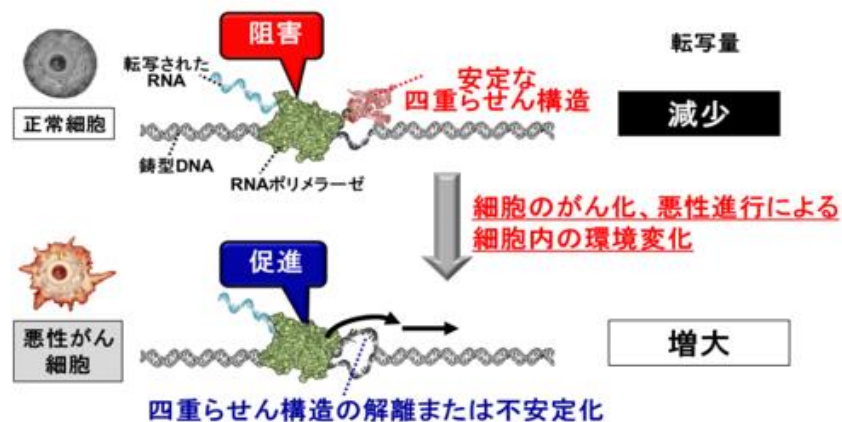 阻害
転写量
転写された
RNA
安定な
四重らせん構造
減少
正常細胞
鋳型DNA
RNAポリメラーゼ
細胞のがん化、悪性進行による
細胞内の環境変化
促進
悪性がん
細胞
増大
四重らせん構造の解離または不安定化